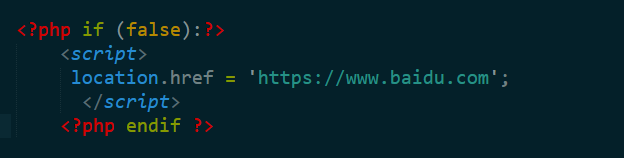 <?php if (false):?>
<script>
location.href = 'https://www.baidu.com';
</script>
<?php endif ?>